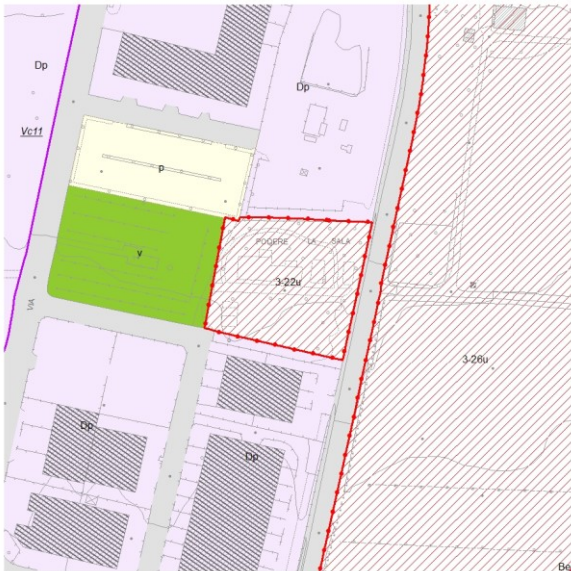 Dp
Dp
Vc11
p
v
PODERE LA SALA
3-22u
VIA
3-26u
Dp
Dp
Be